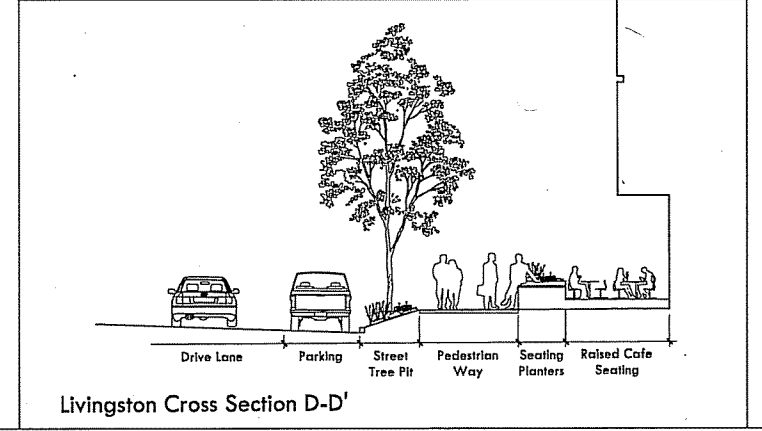 Drive Lane
Parking
Street
Tree Pit
Pedestrian
Way
Seating
Planters
Raised Cafe
Seating
Livingston Cross Section D-D'